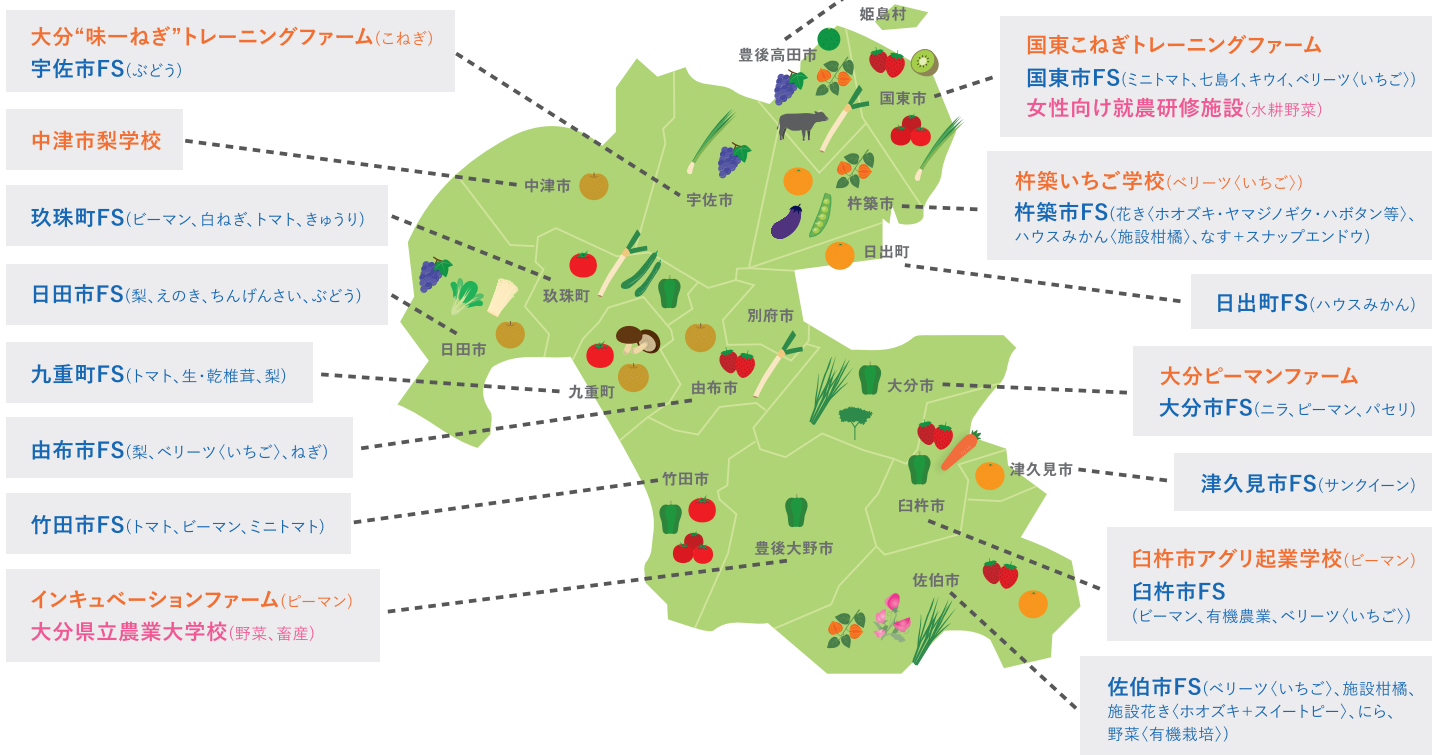 大分“味一ねぎ”トレーニングファーム(こねぎ)
宇佐市FS(ぶどう)
中津市梨学校
玖珠町FS(ピーマン、白ねぎ、トマト、きゅうり)
日田市FS(梨、えのき、ちんげんさい、ぶどう)
九重町FS(トマト、生・乾椎茸、梨)
由布市FS(梨、ベリーツ〈いちご〉、ねぎ)
竹田市FS(トマト、ピーマン、ミニトマト)
インキュベーションファーム(ピーマン)
大分県立農業大学校(野菜、畜産)
姫島村
豊後高田市
国東市
中津市
宇佐市
杵築市
日出町
玖珠町
別府市
日田市
九重町
由布市
大分市
津久見市
竹田市
臼杵市
豊後大野市
佐伯市
国東こねぎトレーニングファーム
国東市FS(ミニトマト、七島イ、キウイ、ベリーツ〈いちご〉)
女性向け就農研修施設(水耕野菜)
杵築いちご学校(ベリーツ〈いちご〉)
杵築市FS(花き〈ホオズキ・ヤマジノギク・ハボタン等〉、
ハウスみかん〈施設柑橘〉、なす+スナップエンドウ)
日出町FS(ハウスみかん)
大分ピーマンファーム
大分市FS(ニラ、ピーマン、パセリ)
津久見市FS(サンクイーン)
臼杵市アグリ起業学校(ピーマン)
臼杵市FS
(ピーマン、有機農業、ベリーツ〈いちご〉)
佐伯市FS(ベリーツ〈いちご〉、施設柑橘、
施設花き〈ホオズキ+スイートピー〉、にら、
野菜〈有機栽培〉)